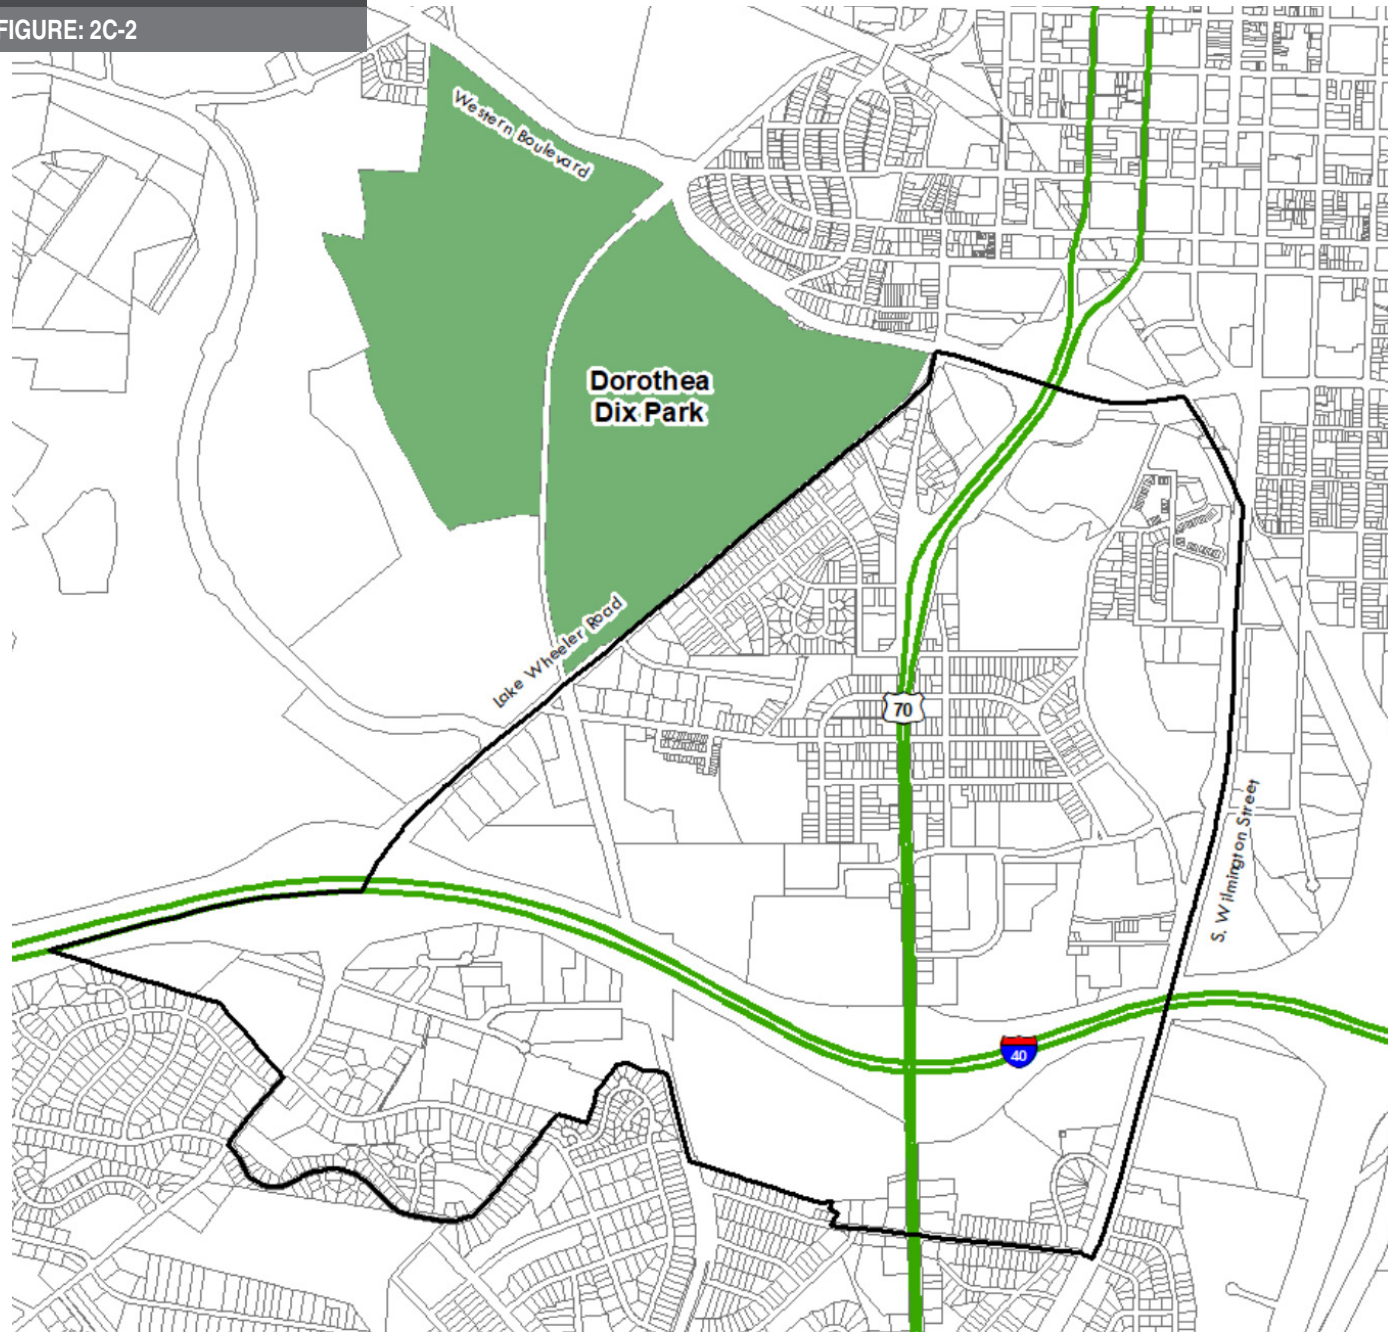 FIGURE: 2C-2
Western Boulevard
Dorothea
Dix Park
Lake Wheeler Road
70
S. Wilmington Street
40